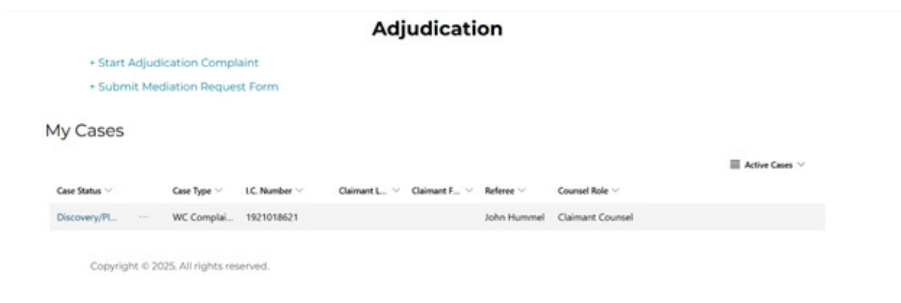 Adjudication
+ Start Adjudication Complaint
+ Submit Mediation Request Form
My Cases
Active Cases
Case Status Case Type I.C. Number Claimant L... Claimant F... Referee Counsel Role
Discovery/Pl... ... WC Complai... 1921018621 John Hummel Claimant Counsel
Copyright © 2025. All rights reserved.